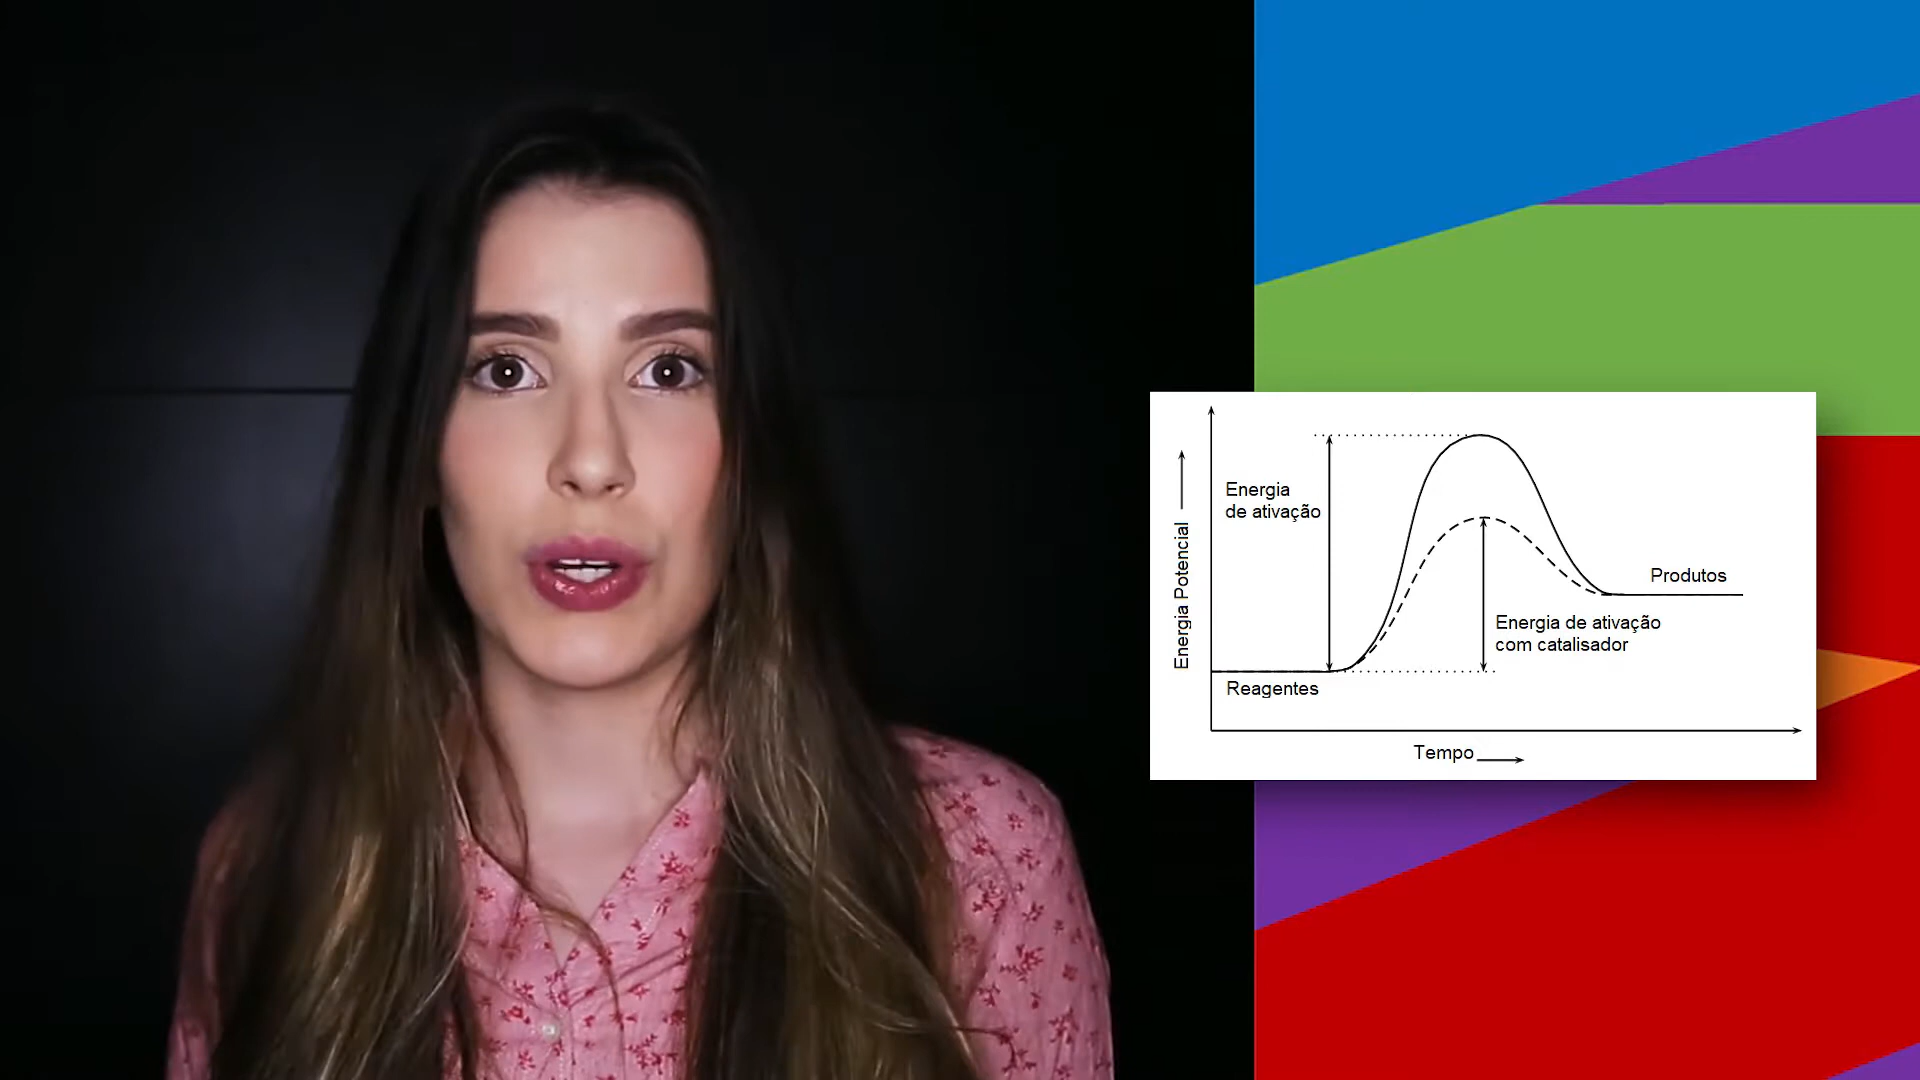 Energia
de ativação
Energia Potencial
Produtos
Energia de ativação
com catalisador
Reagentes
Tempo